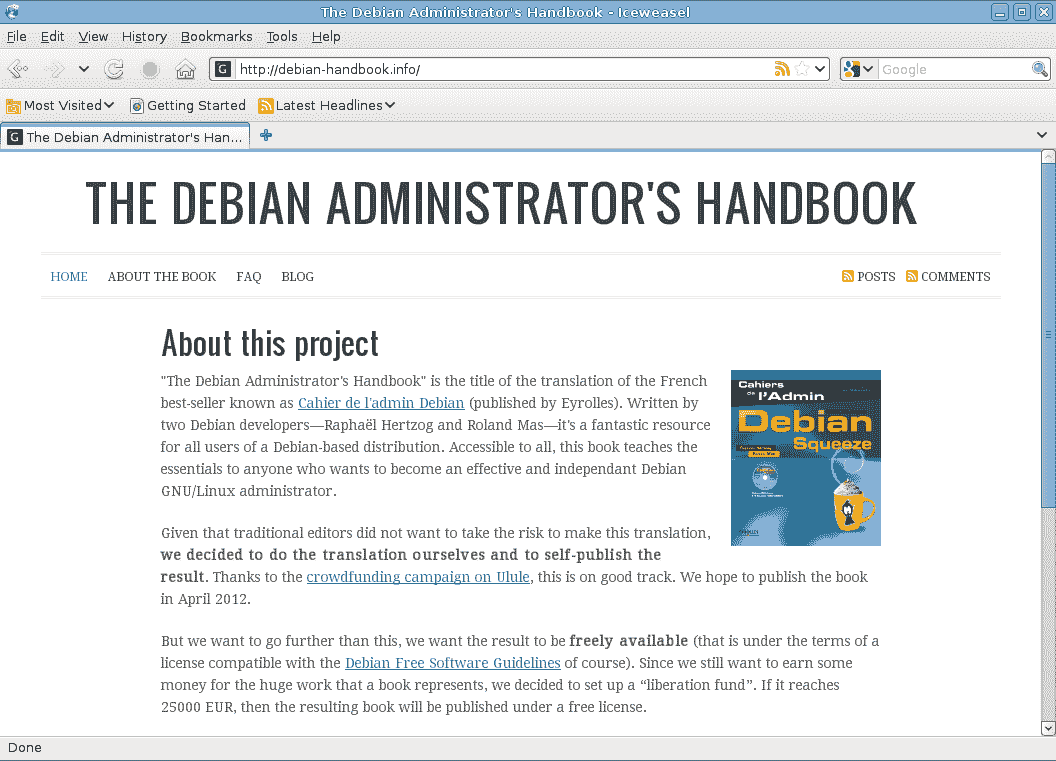 The Debian Administrator's Handbook - Iceweasel
File Edit View History Bookmarks Tools Help
G http://debian-handbook.info/ Google
Most Visited Getting Started Latest Headlines
G The Debian Administrator's Han...
THE DEBIAN ADMINISTRATOR'S HANDBOOK
HOME ABOUT THE BOOK FAQ BLOG POSTS COMMENTS
About this project
"The Debian Administrator's Handbook" is the title of the translation of the French
best-seller known as Cahier de l'admin Debian (published by Eyrolles). Written by
two Debian developers—Raphaël Hertzog and Roland Mas—it's a fantastic resource
for all users of a Debian-based distribution. Accessible to all, this book teaches the
essentials to anyone who wants to become an effective and independant Debian
GNU/Linux administrator.
Cahiers
de l'Admin
Debian
Squeeze
Given that traditional editors did not want to take the risk to make this translation,
we decided to do the translation ourselves and to self-publish the
result. Thanks to the crowdfunding campaign on Ulule, this is on good track. We hope to publish the book
in April 2012.
But we want to go further than this, we want the result to be freely available (that is under the terms of a
license compatible with the Debian Free Software Guidelines of course). Since we still want to earn some
money for the huge work that a book represents, we decided to set up a “liberation fund”. If it reaches
25000 EUR, then the resulting book will be published under a free license.
Done